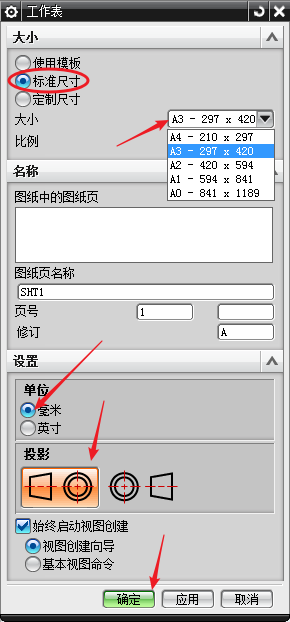 工作表
大小
使用模板
标准尺寸
定制尺寸
大小
A3 - 297 x 420
比例
A4 - 210 x 297
A3 - 297 x 420
A2 - 420 x 594
A1 - 594 x 841
A0 - 841 x 1189
名称
图纸中的图纸页
图纸页名称
SHT1
页号 1
修订 A
设置
单位
毫米
英寸
投影
始终启动视图创建
视图创建向导
基本视图命令
确定 应用 取消